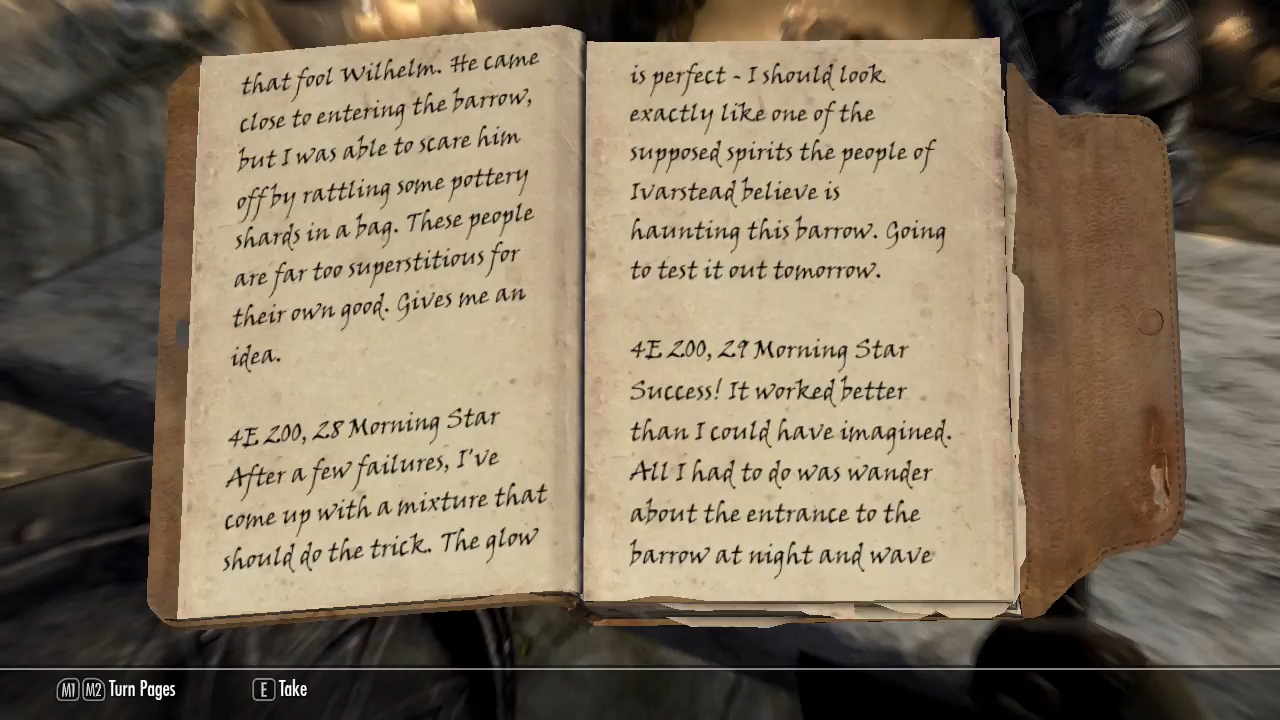 that fool Wilhelm. He came
close to entering the barrow,
but I was able to scare him
off by rattling some pottery
shards in a bag. These people
are far too superstitious for
their own good. Gives me an
idea.
4E 200, 28 Morning Star
After a few failures, I've
come up with a mixture that
should do the trick. The glow
is perfect - I should look
exactly like one of the
supposed spirits the people of
Ivarstead believe is
haunting this barrow. Going
to test it out tomorrow.
4E 200, 29 Morning Star
Success! It worked better
than I could have imagined.
All I had to do was wander
about the entrance to the
barrow at night and wave
M1 M2 Turn Pages
E Take